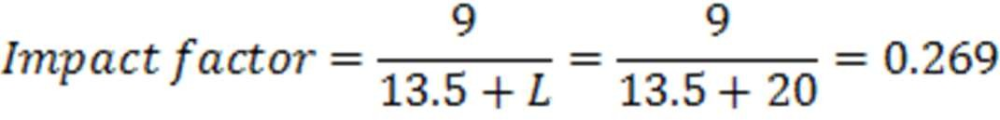 Impact factor = 9 / (13.5 + L) = 9 / (13.5 + 20) = 0.269